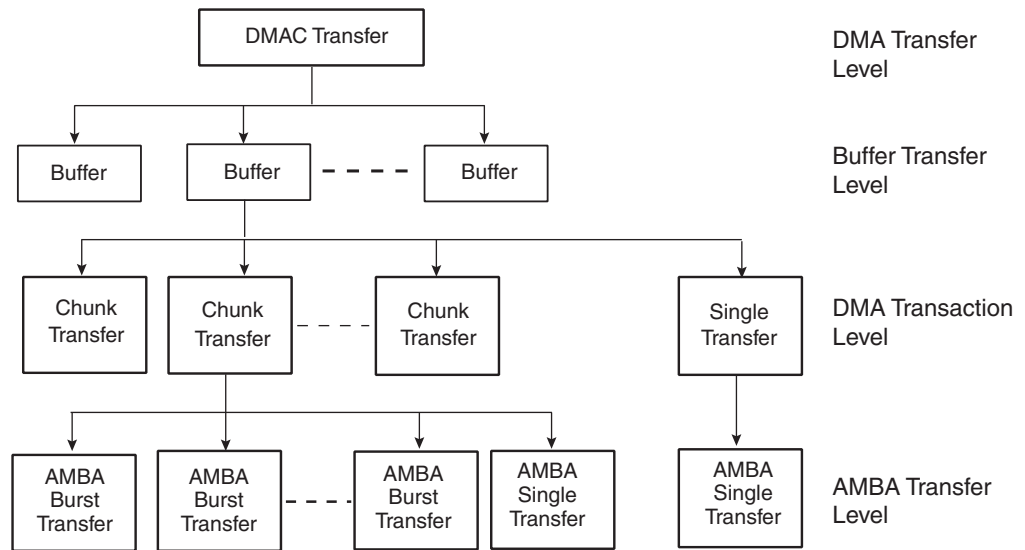 DMAC Transfer
DMA Transfer
Level
Buffer
Buffer
Buffer
Buffer Transfer
Level
Chunk
Transfer
Chunk
Transfer
Chunk
Transfer
Single
Transfer
DMA Transaction
Level
AMBA
Burst
Transfer
AMBA
Burst
Transfer
AMBA
Burst
Transfer
AMBA
Single
Transfer
AMBA
Single
Transfer
AMBA Transfer
Level